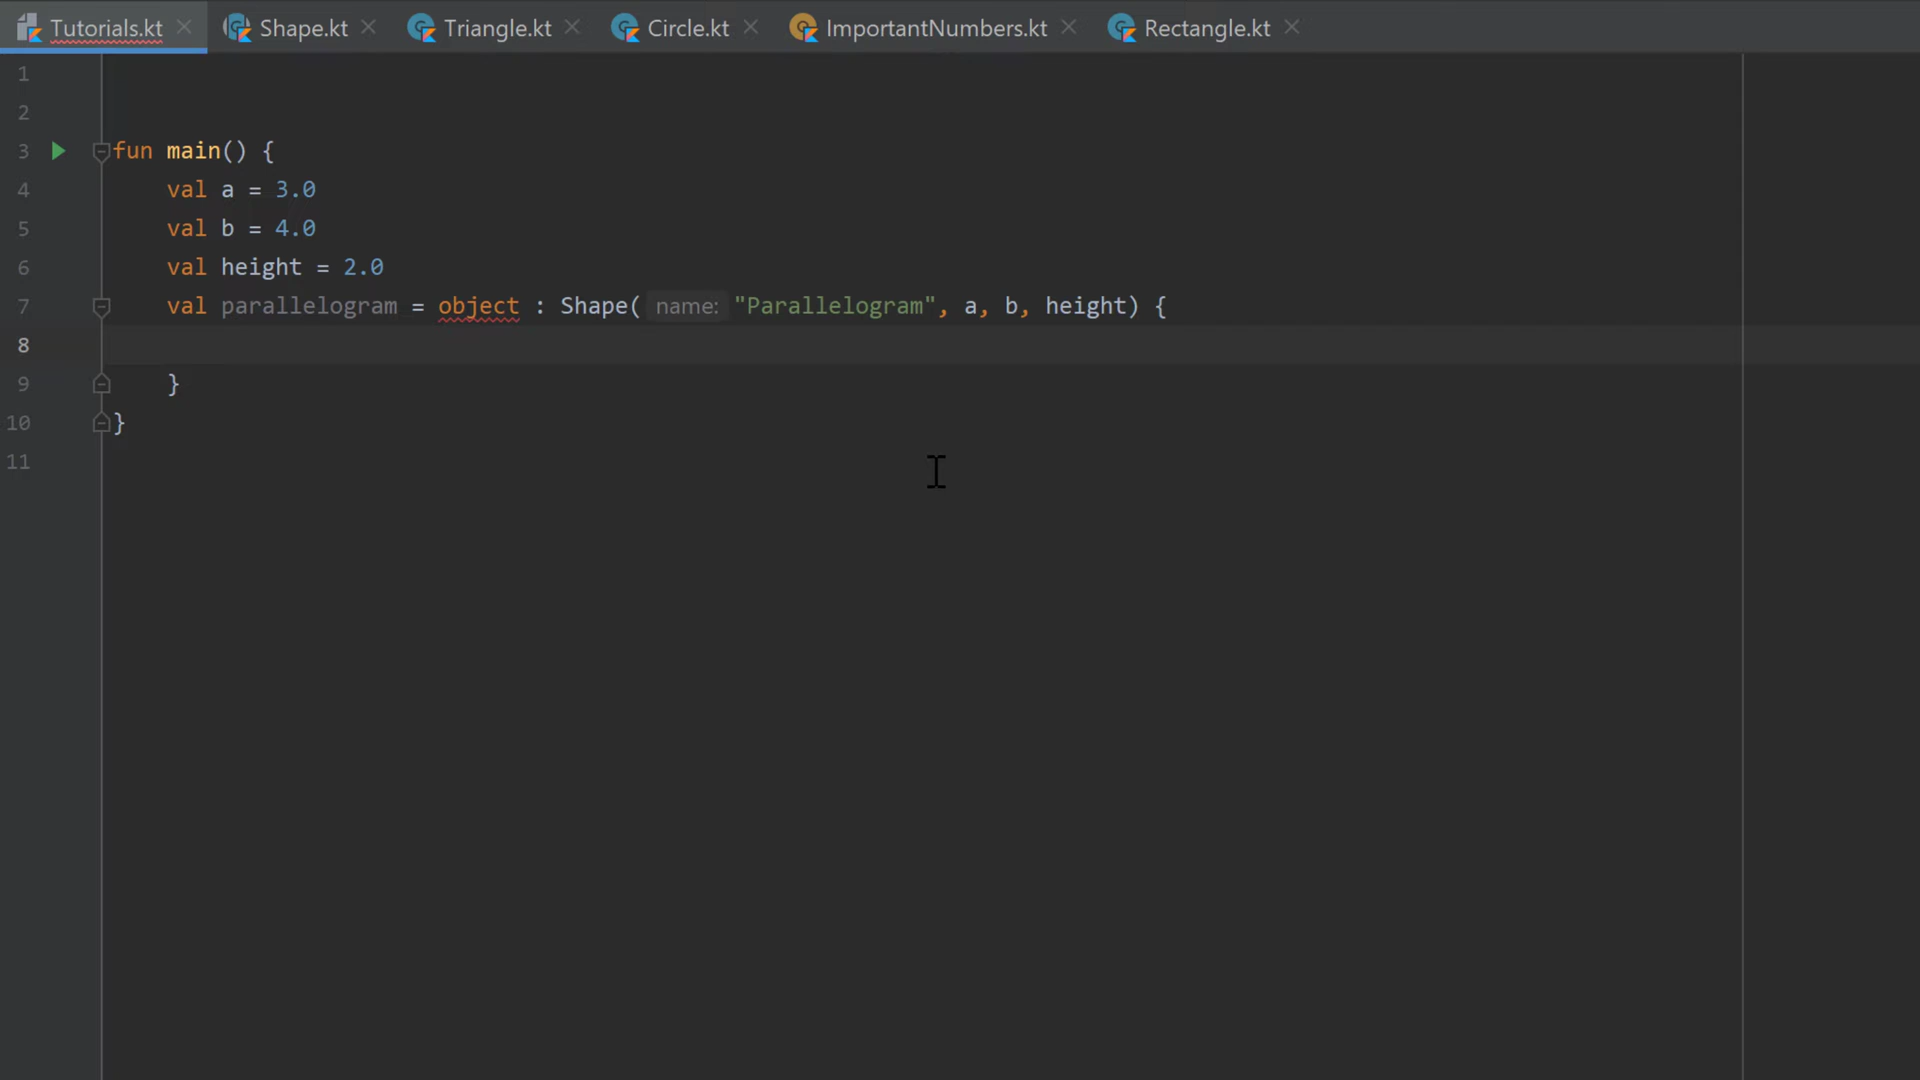 Tutorials.kt Shape.kt Triangle.kt Circle.kt ImportantNumbers.kt Rectangle.kt
1
2
3 fun main() {
4 val a = 3.0
5 val b = 4.0
6 val height = 2.0
7 val parallelogram = object : Shape( name: "Parallelogram", a, b, height) {
8
9 }
10 }
11